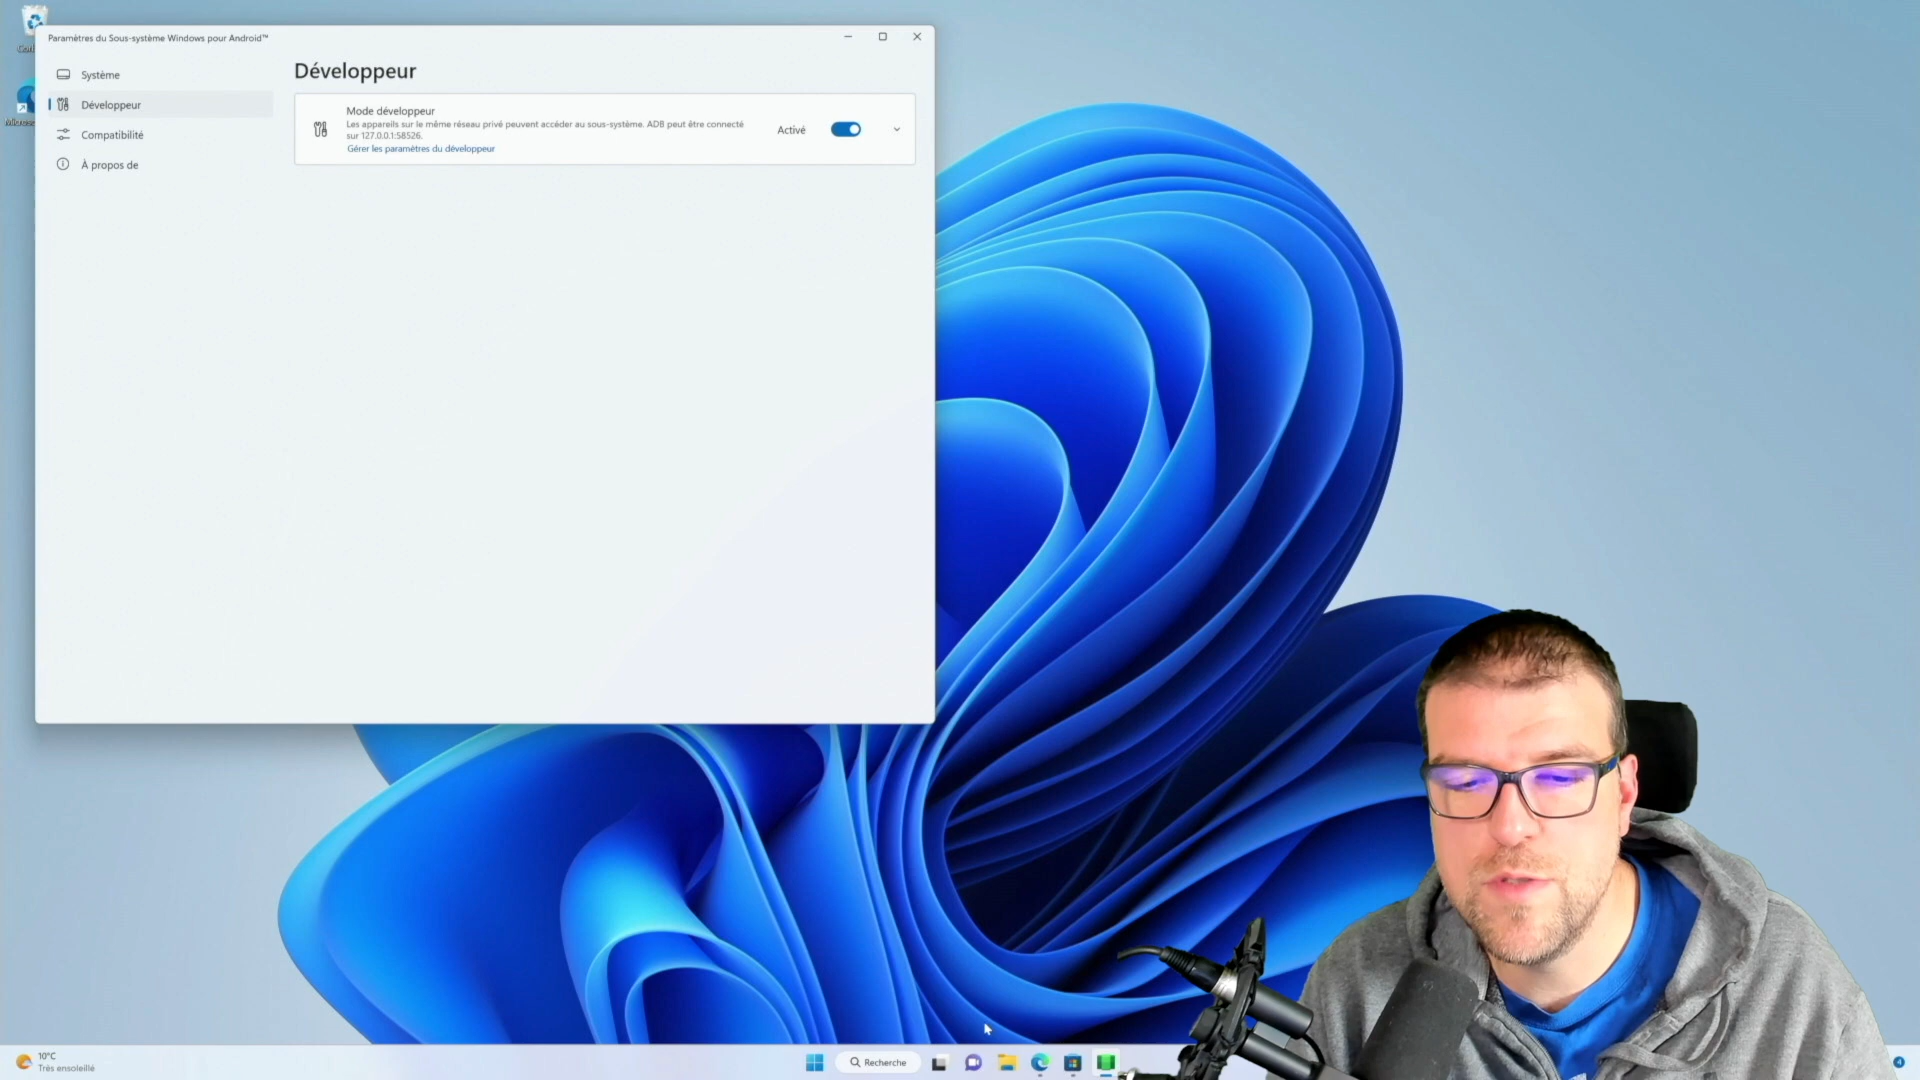 Paramètres du Sous-système Windows pour Android™
Système
Développeur
Compatibilité
À propos de
Développeur
Mode développeur
Les appareils sur le même réseau privé peuvent accéder au sous-système. ADB peut être connecté
sur 127.0.0.1:58526.
Gérer les paramètres du développeur
Activé
10°C
Très ensoleillé
Recherche
4